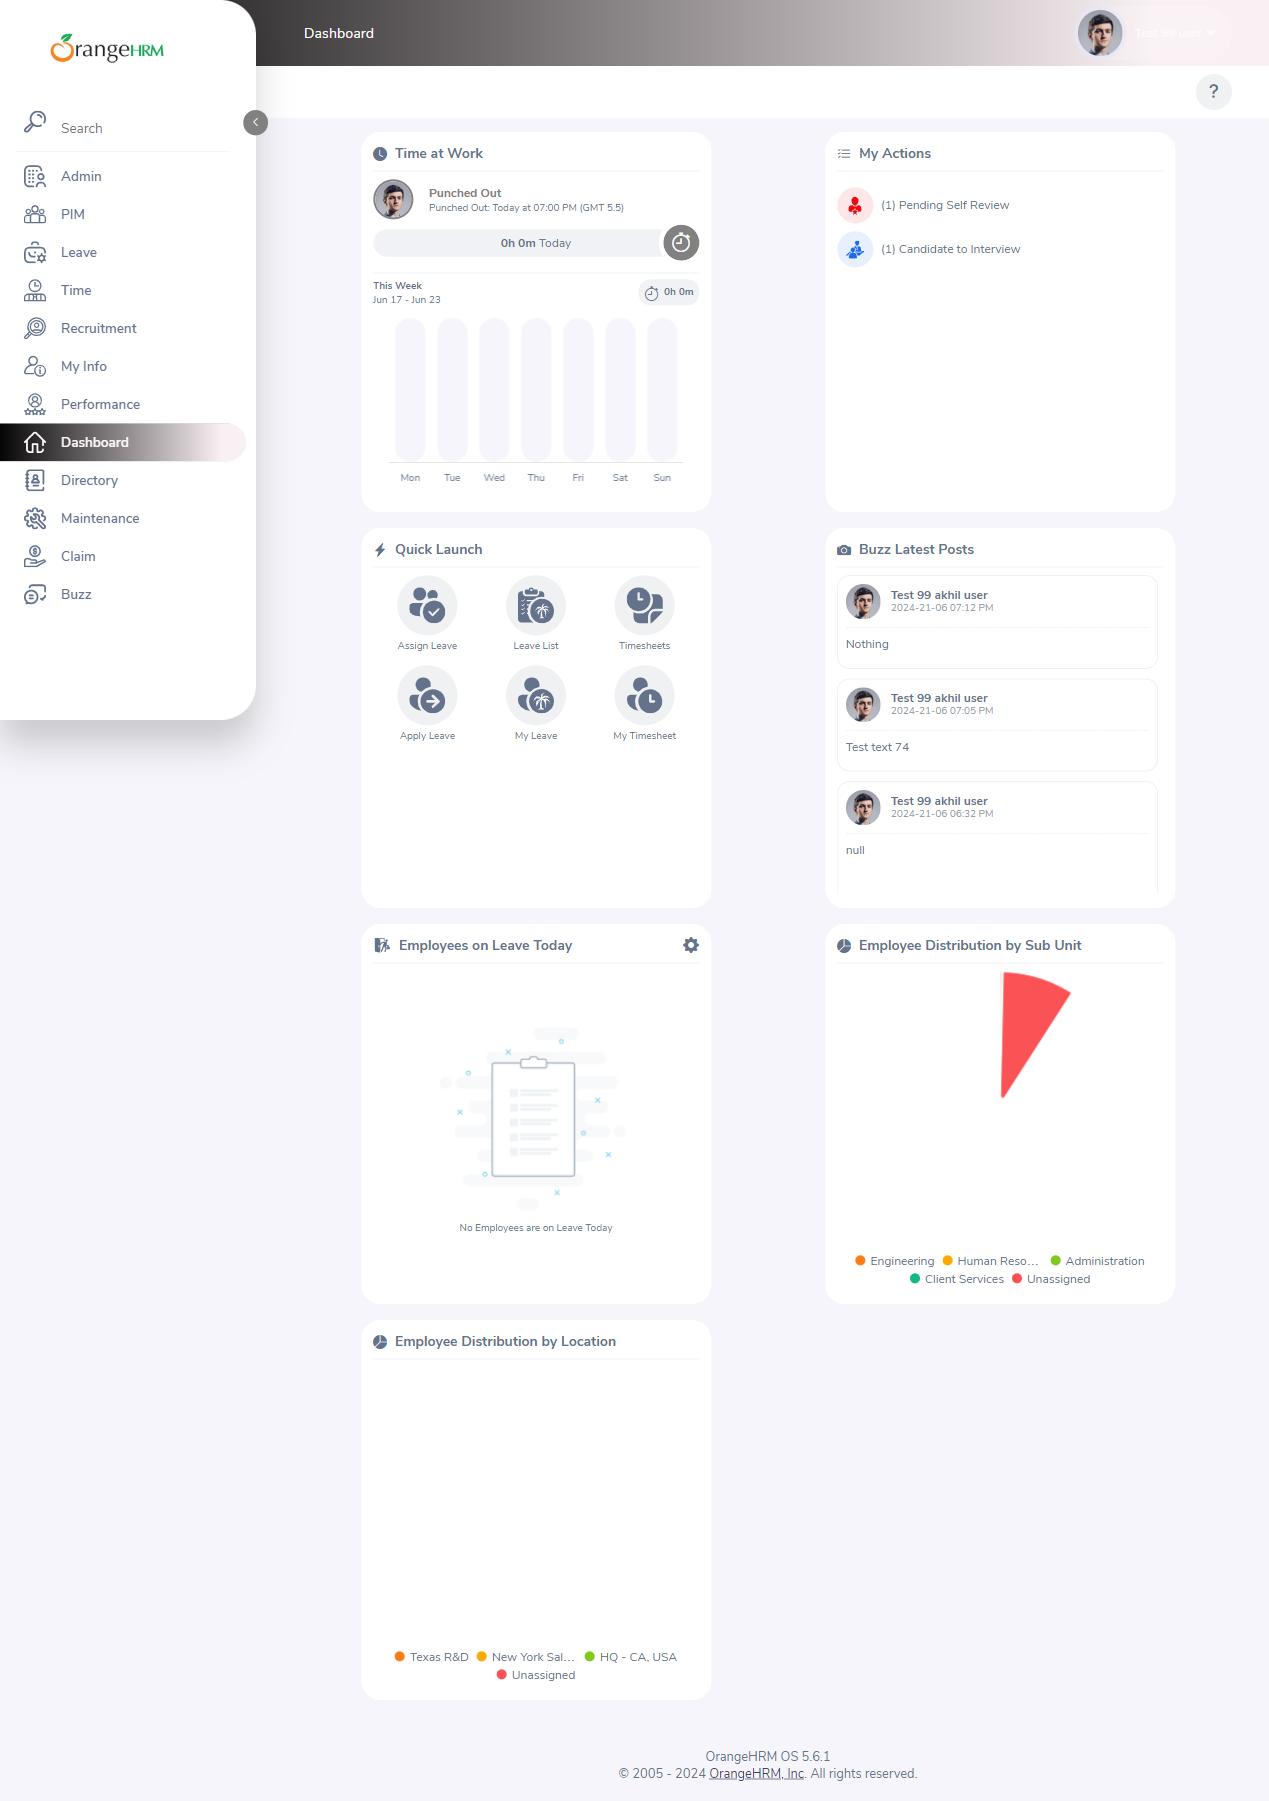 OrangeHRM
Dashboard
Test 99 user
?
Search
Admin
PIM
Leave
Time
Recruitment
My Info
Performance
Dashboard
Directory
Maintenance
Claim
Buzz
Time at Work
Punched Out
Punched Out: Today at 07:00 PM (GMT 5.5)
0h 0m Today
This Week
Jun 17 - Jun 23
0h 0m
Mon Tue Wed Thu Fri Sat Sun
My Actions
(1) Pending Self Review
(1) Candidate to Interview
Quick Launch
Assign Leave Leave List Timesheets
Apply Leave My Leave My Timesheet
Buzz Latest Posts
Test 99 akhil user
2024-21-06 07:12 PM
Nothing
Test 99 akhil user
2024-21-06 07:05 PM
Test text 74
Test 99 akhil user
2024-21-06 06:32 PM
null
Employees on Leave Today
No Employees are on Leave Today
Employee Distribution by Sub Unit
Engineering Human Reso... Administration
Client Services Unassigned
Employee Distribution by Location
Texas R&D New York Sal... HQ - CA, USA
Unassigned
OrangeHRM OS 5.6.1
© 2005 - 2024 OrangeHRM, Inc. All rights reserved.